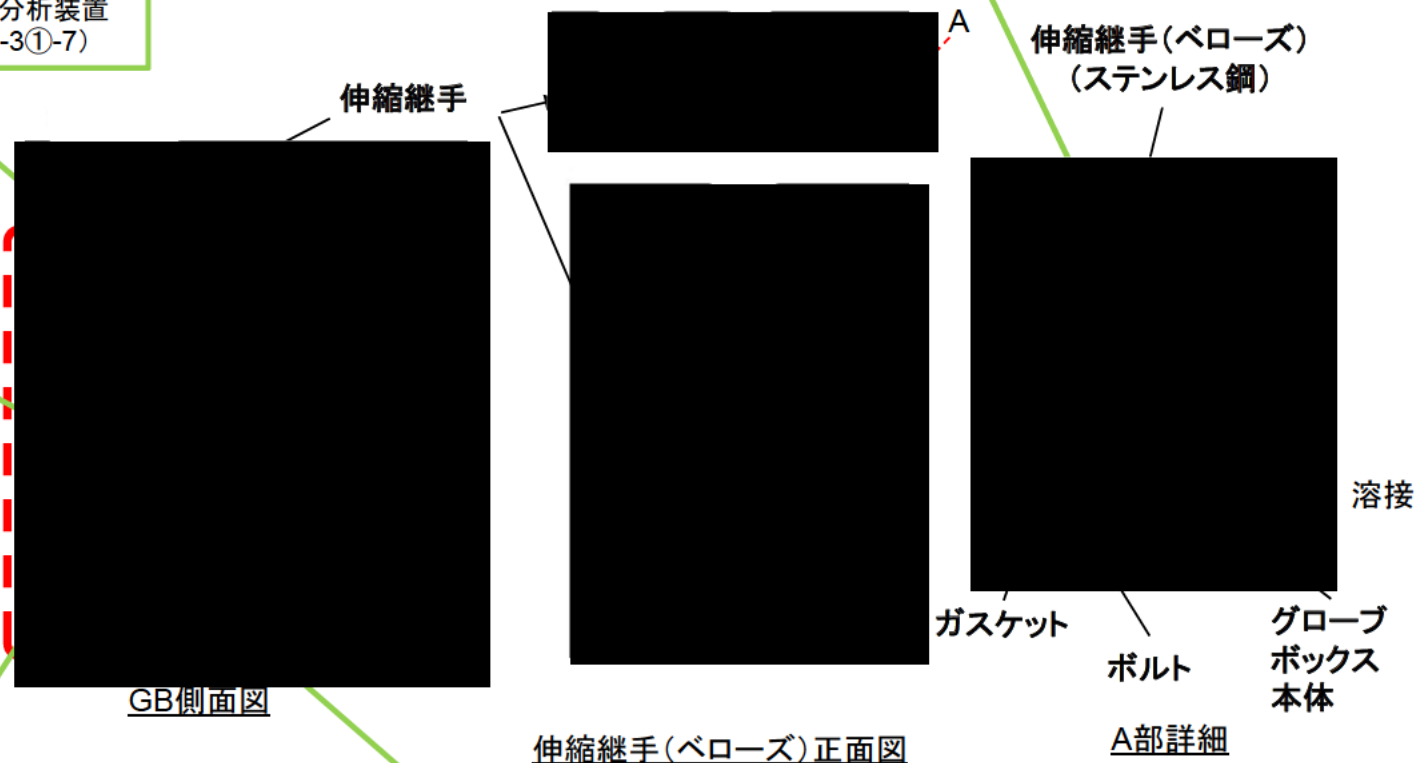 分析装置
-3①-7)
A
伸縮継手(ベローズ)
(ステンレス鋼)
伸縮継手
溶接
ガスケット
ボルト
グローブ
ボックス
本体
GB側面図
伸縮継手(ベローズ)正面図
A部詳細